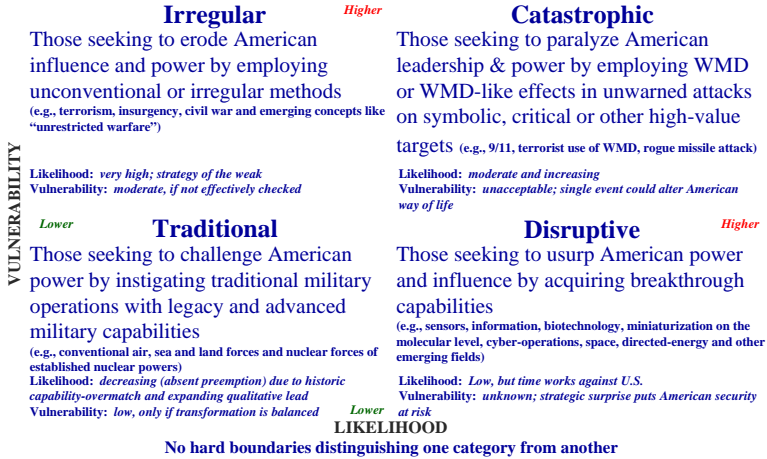 Irregular
Higher
Those seeking to erode American
influence and power by employing
unconventional or irregular methods
(e.g., terrorism, insurgency, civil war and emerging concepts like
“unrestricted warfare”)
Likelihood: very high; strategy of the weak
Vulnerability: moderate, if not effectively checked
Catastrophic
Those seeking to paralyze American
leadership & power by employing WMD
or WMD-like effects in unwarned attacks
on symbolic, critical or other high-value
targets (e.g., 9/11, terrorist use of WMD, rogue missile attack)
Likelihood: moderate and increasing
Vulnerability: unacceptable; single event could alter American
way of life
VULNERABILITY
Lower
Traditional
Those seeking to challenge American
power by instigating traditional military
operations with legacy and advanced
military capabilities
(e.g., conventional air, sea and land forces and nuclear forces of
established nuclear powers)
Likelihood: decreasing (absent preemption) due to historic
capability-overmatch and expanding qualitative lead
Vulnerability: low, only if transformation is balanced
Lower
Disruptive
Higher
Those seeking to usurp American power
and influence by acquiring breakthrough
capabilities
(e.g., sensors, information, biotechnology, miniaturization on the
molecular level, cyber-operations, space, directed-energy and other
emerging fields)
Likelihood: Low, but time works against U.S.
Vulnerability: unknown; strategic surprise puts American security
at risk
LIKELIHOOD
No hard boundaries distinguishing one category from another